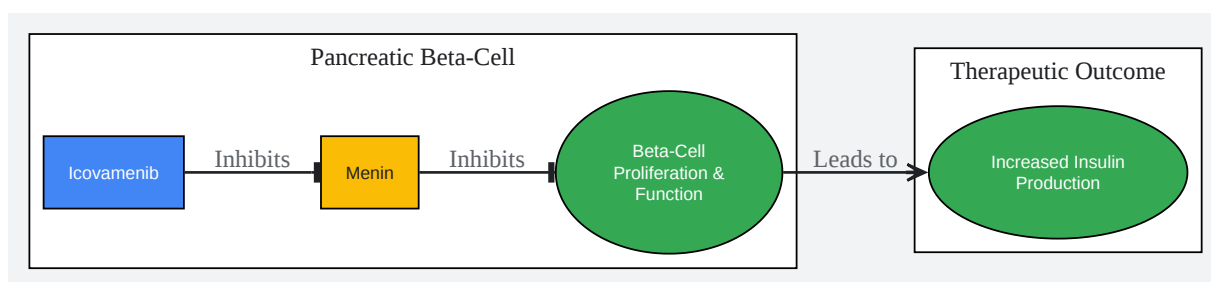 Pancreatic Beta-Cell
Therapeutic Outcome
Icovamenib
Inhibits
Menin
Inhibits
Beta-Cell
Proliferation &
Function
Leads to
Increased Insulin
Production